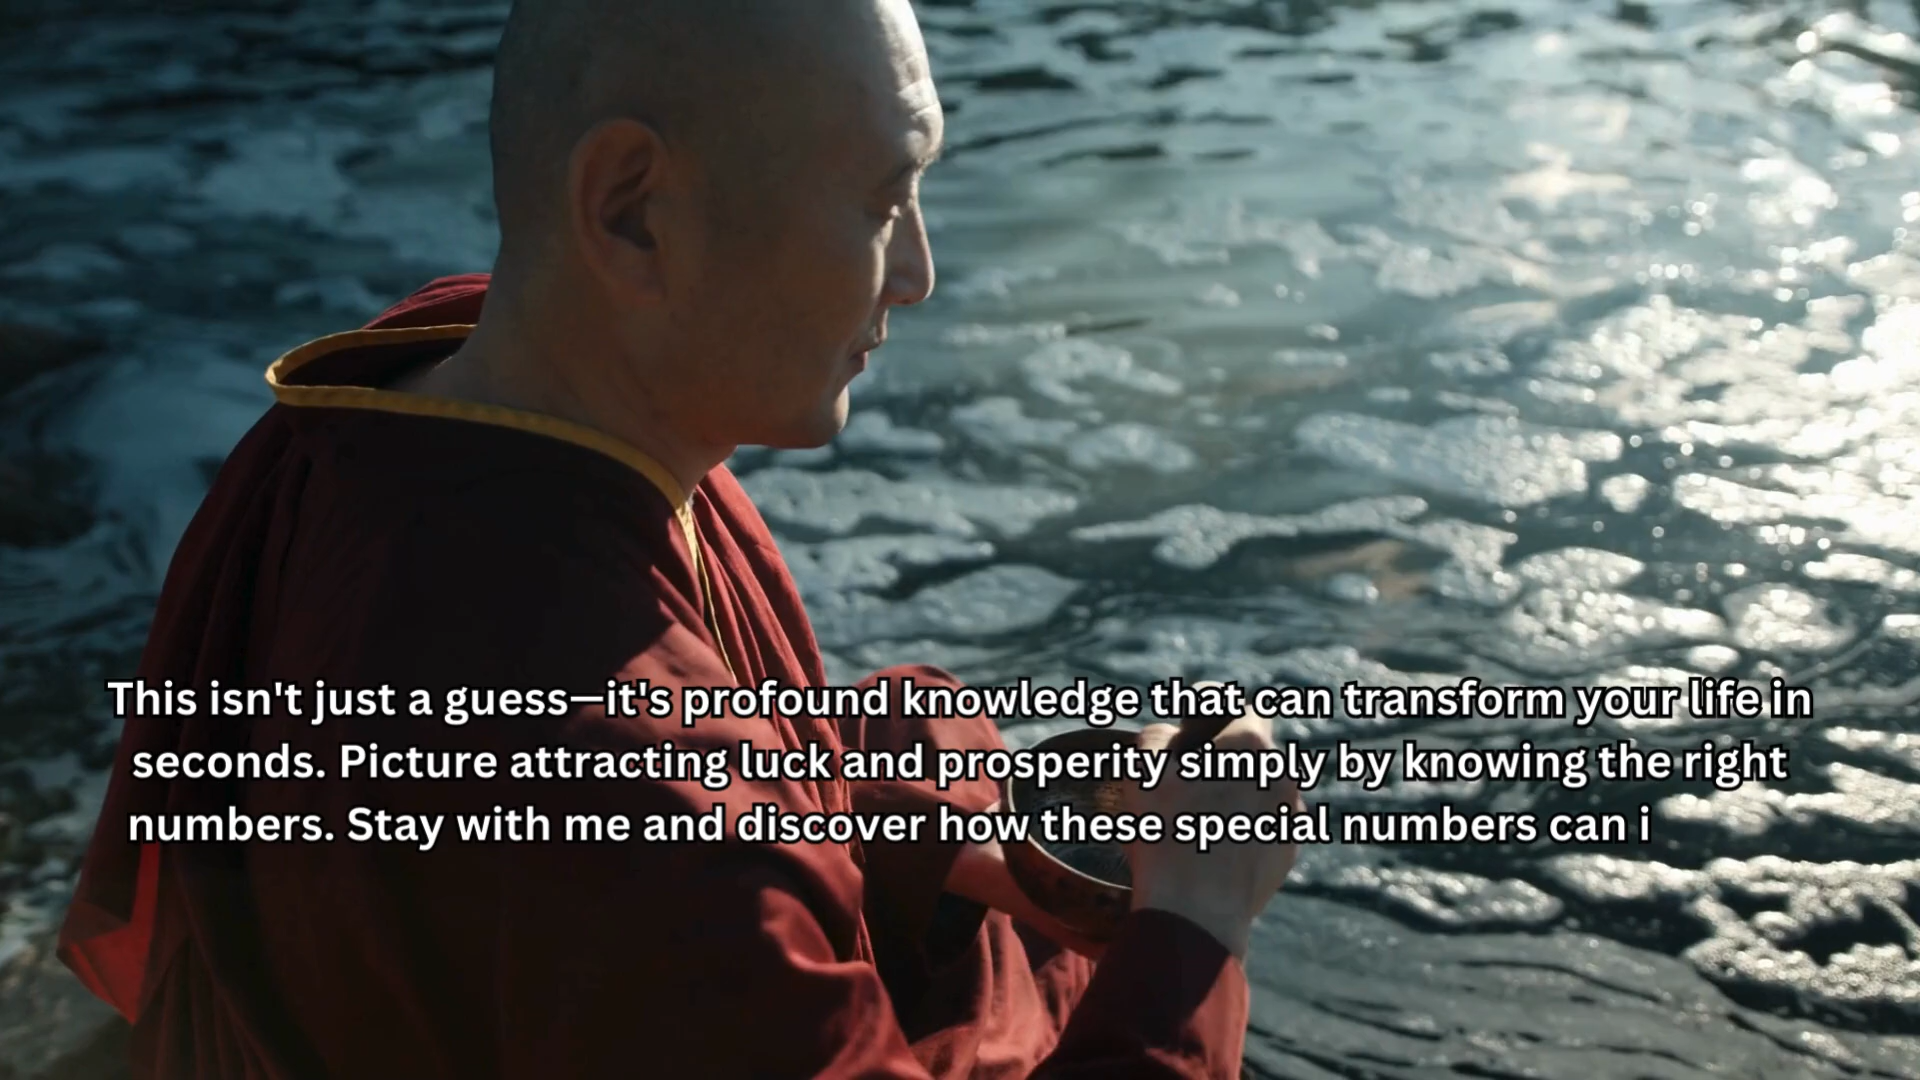 This isn't just a guess—it's profound knowledge that can transform your life in
seconds. Picture attracting luck and prosperity simply by knowing the right
numbers. Stay with me and discover how these special numbers can i